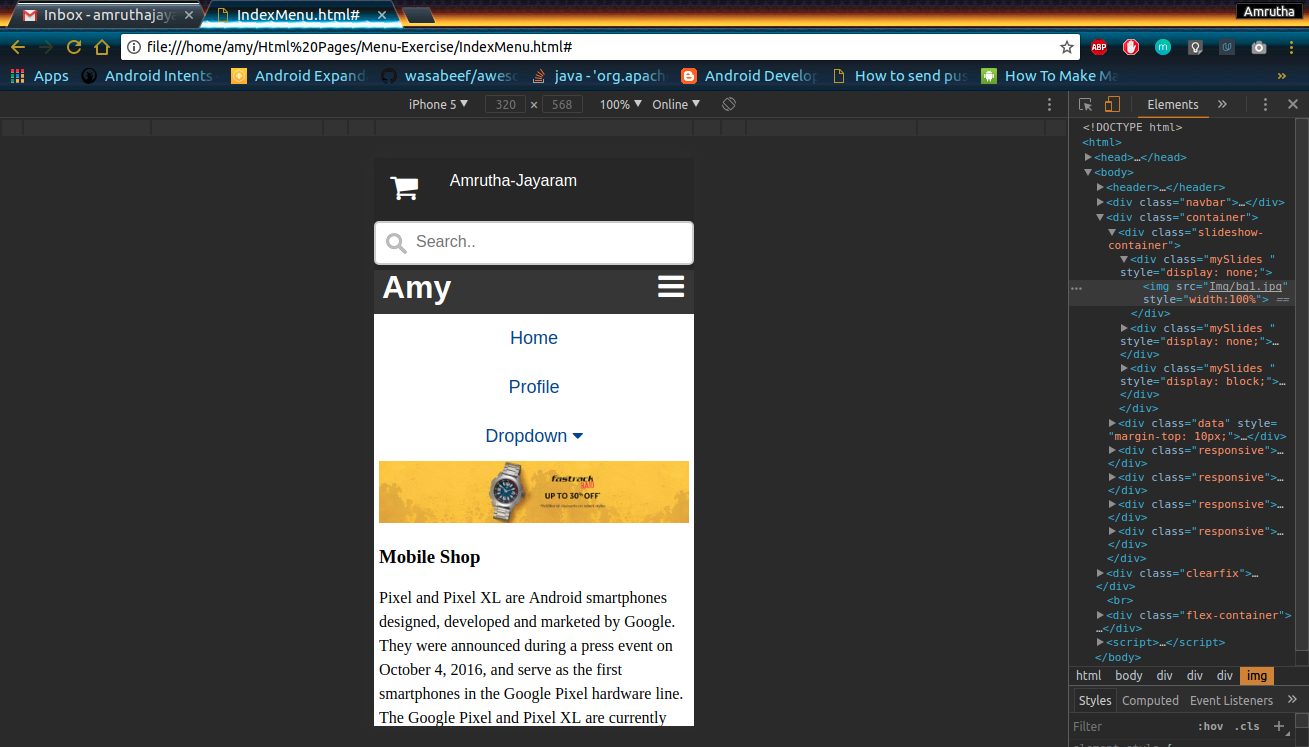 Inbox - amruthajaya
IndexMenu.html#
Amrutha
file:///home/amy/Html%20Pages/Menu-Exercise/IndexMenu.html#
ABP
m
Apps
Android Intents
Android Expand
wasabeef/awesc
java - 'org.apach
Android Develop
How to send pus
How To Make Ma
»
iPhone 5
320 × 568
100%
Online
Elements »
Amrutha-Jayaram
Search..
Amy
Home
Profile
Dropdown
fastrack
UP TO 30% OFF*
Mobile Shop
Pixel and Pixel XL are Android smartphones
designed, developed and marketed by Google.
They were announced during a press event on
October 4, 2016, and serve as the first
smartphones in the Google Pixel hardware line.
The Google Pixel and Pixel XL are currently
<!DOCTYPE html>
<html>
<head>…</head>
<body>
<header>…</header>
<div class="navbar">…</div>
<div class="container">
<div class="slideshow-
container">
<div class="mySlides "
style="display: none;">
… <img src="Img/bg1.jpg"
style="width:100%"> ==
</div>
<div class="mySlides "
style="display: none;">…
</div>
<div class="mySlides "
style="display: block;">…
</div>
</div>
<div class="data" style=
"margin-top: 10px;">…</div>
<div class="responsive">…
</div>
<div class="responsive">…
</div>
<div class="responsive">…
</div>
<div class="responsive">…
</div>
</div>
<div class="clearfix">…
</div>
<br>
<div class="flex-container">
…</div>
<script>…</script>
</body>
html body div div div img
Styles Computed Event Listeners »
Filter :hov .cls +
element.style {